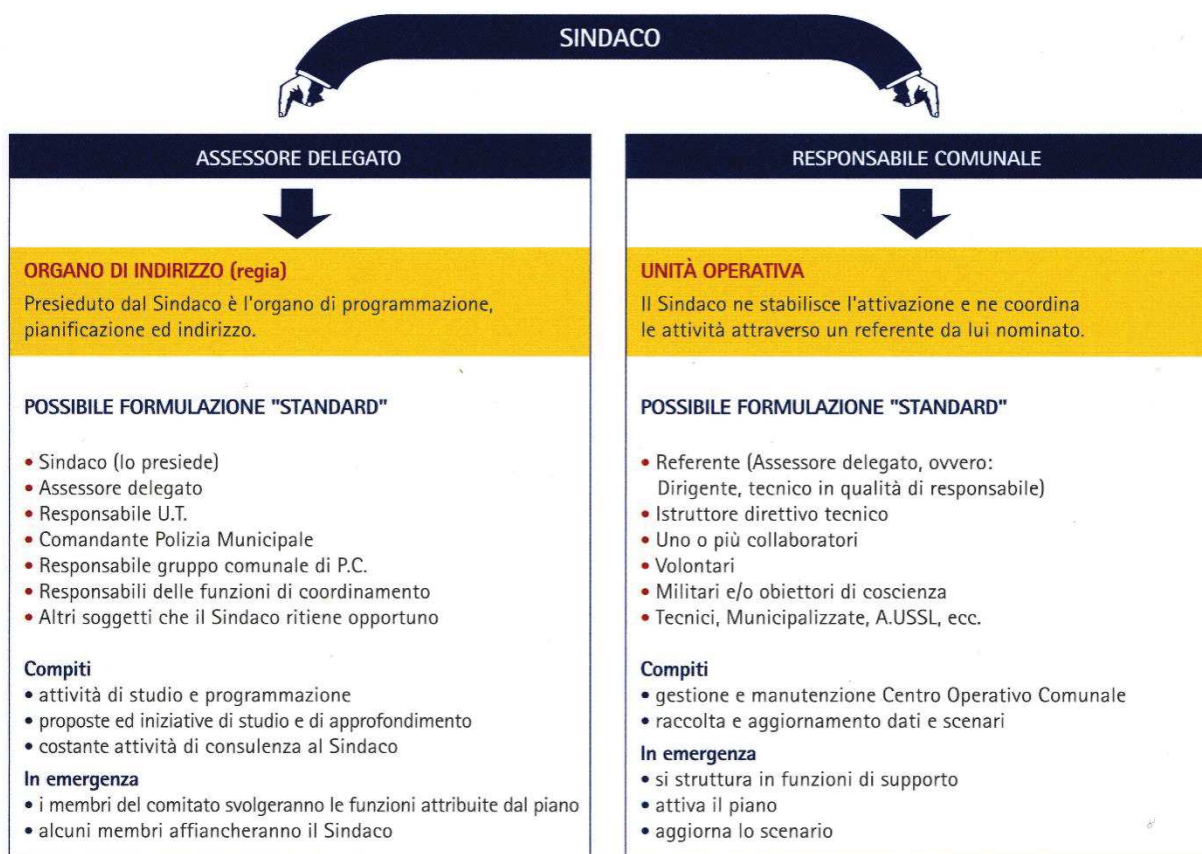 SINDACO
ASSESSORE DELEGATO
ORGANO DI INDIRIZZO (regia)
Presieduto dal Sindaco è l'organo di programmazione,
pianificazione ed indirizzo.
POSSIBILE FORMULAZIONE "STANDARD"
• Sindaco (lo presiede)
• Assessore delegato
• Responsabile U.T.
• Comandante Polizia Municipale
• Responsabile gruppo comunale di P.C.
• Responsabili delle funzioni di coordinamento
• Altri soggetti che il Sindaco ritiene opportuno
Compiti
• attività di studio e programmazione
• proposte ed iniziative di studio e di approfondimento
• costante attività di consulenza al Sindaco
In emergenza
• i membri del comitato svolgeranno le funzioni attribuite dal piano
• alcuni membri affiancheranno il Sindaco
RESPONSABILE COMUNALE
UNITÀ OPERATIVA
Il Sindaco ne stabilisce l'attivazione e ne coordina
le attività attraverso un referente da lui nominato.
POSSIBILE FORMULAZIONE "STANDARD"
• Referente (Assessore delegato, ovvero:
Dirigente, tecnico in qualità di responsabile)
• Istruttore direttivo tecnico
• Uno o più collaboratori
• Volontari
• Militari e/o obiettori di coscienza
• Tecnici, Municipalizzate, A.USSL, ecc.
Compiti
• gestione e manutenzione Centro Operativo Comunale
• raccolta e aggiornamento dati e scenari
In emergenza
• si struttura in funzioni di supporto
• attiva il piano
• aggiorna lo scenario